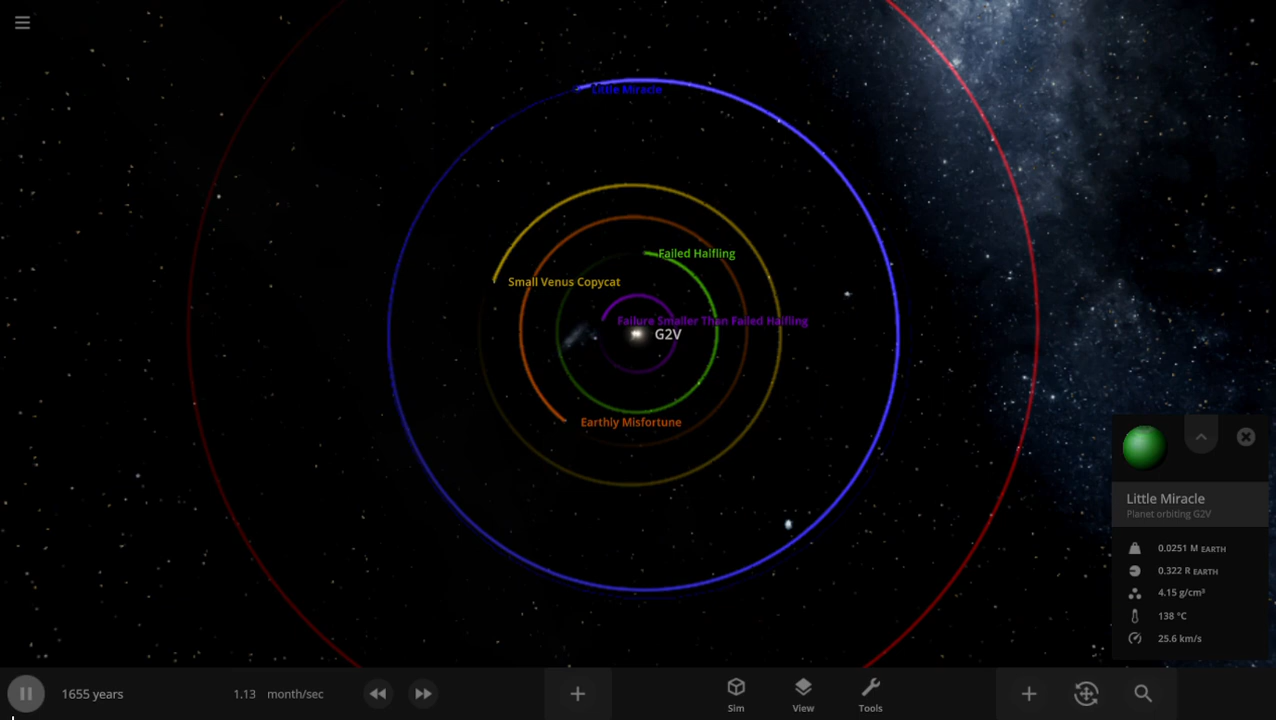 Little Miracle
Failed Halfling
Small Venus Copycat
Failure Smaller Than Failed Halfling
G2V
Earthly Misfortune
Little Miracle
Planet orbiting G2V
0.0251 M EARTH
0.322 R EARTH
4.15 g/cm³
138 °C
25.6 km/s
1655 years
1.13 month/sec
Sim
View
Tools